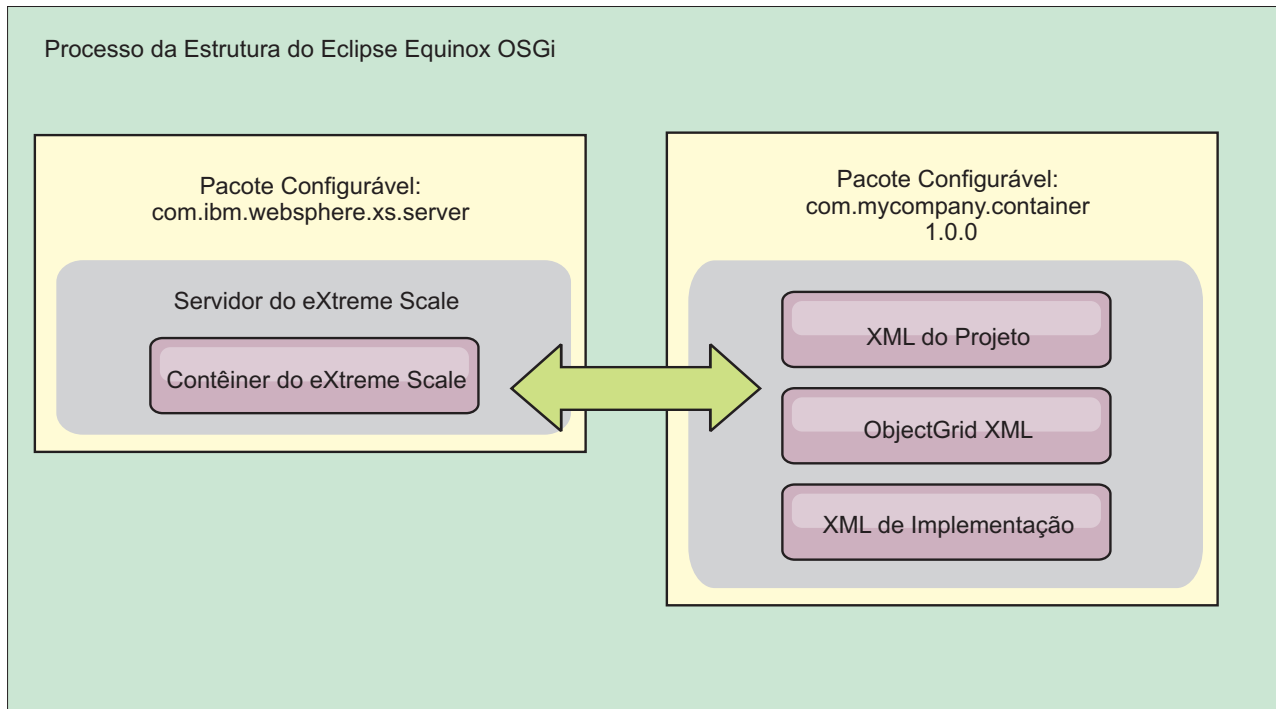 Processo da Estrutura do Eclipse Equinox OSGi
Pacote Configurável:
com.ibm.websphere.xs.server
Servidor do eXtreme Scale
Contêiner do eXtreme Scale
Pacote Configurável:
com.mycompany.container
1.0.0
XML do Projeto
ObjectGrid XML
XML de Implementação